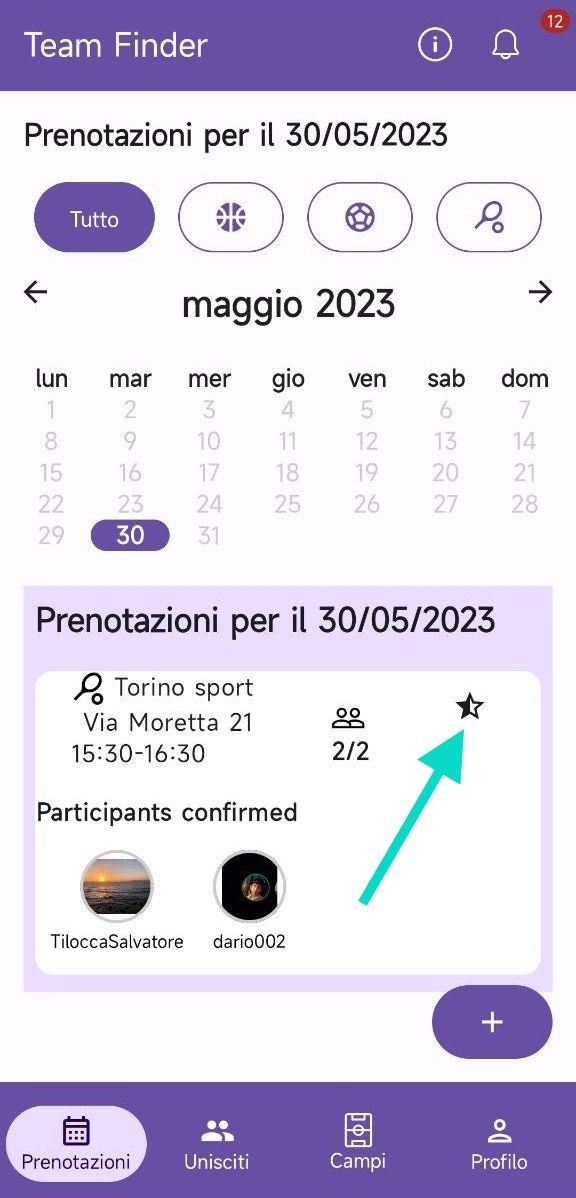 Team Finder
12
Prenotazioni per il 30/05/2023
Tutto
maggio 2023
lun mar mer gio ven sab dom
1 2 3 4 5 6 7
8 9 10 11 12 13 14
15 16 17 18 19 20 21
22 23 24 25 26 27 28
29 30 31
Prenotazioni per il 30/05/2023
Torino sport
Via Moretta 21
15:30-16:30
2/2
Participants confirmed
TiloccaSalvatore dario002
+
Prenotazioni Unisciti Campi Profilo